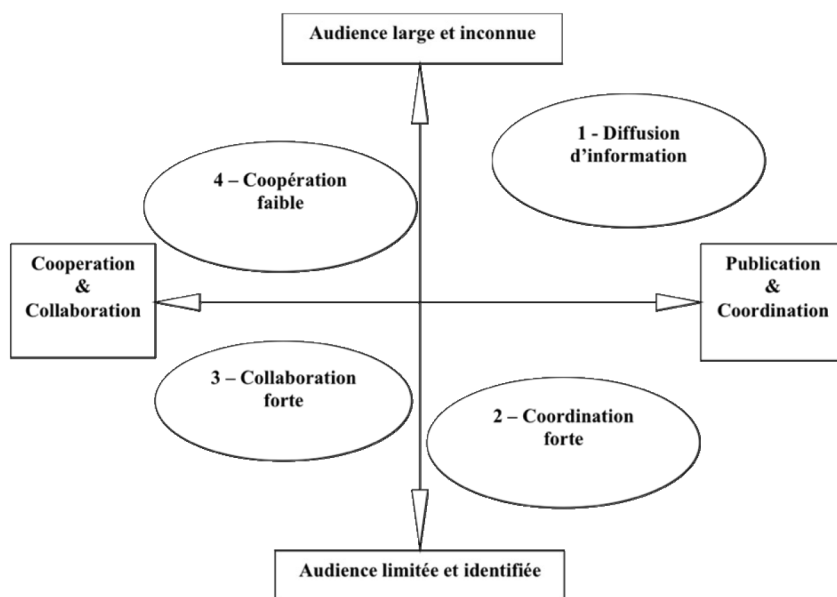 Audience large et inconnue
1 - Diffusion
d'information
4 – Coopération
faible
Cooperation
&
Collaboration
Publication
&
Coordination
3 – Collaboration
forte
2 – Coordination
forte
Audience limitée et identifiée